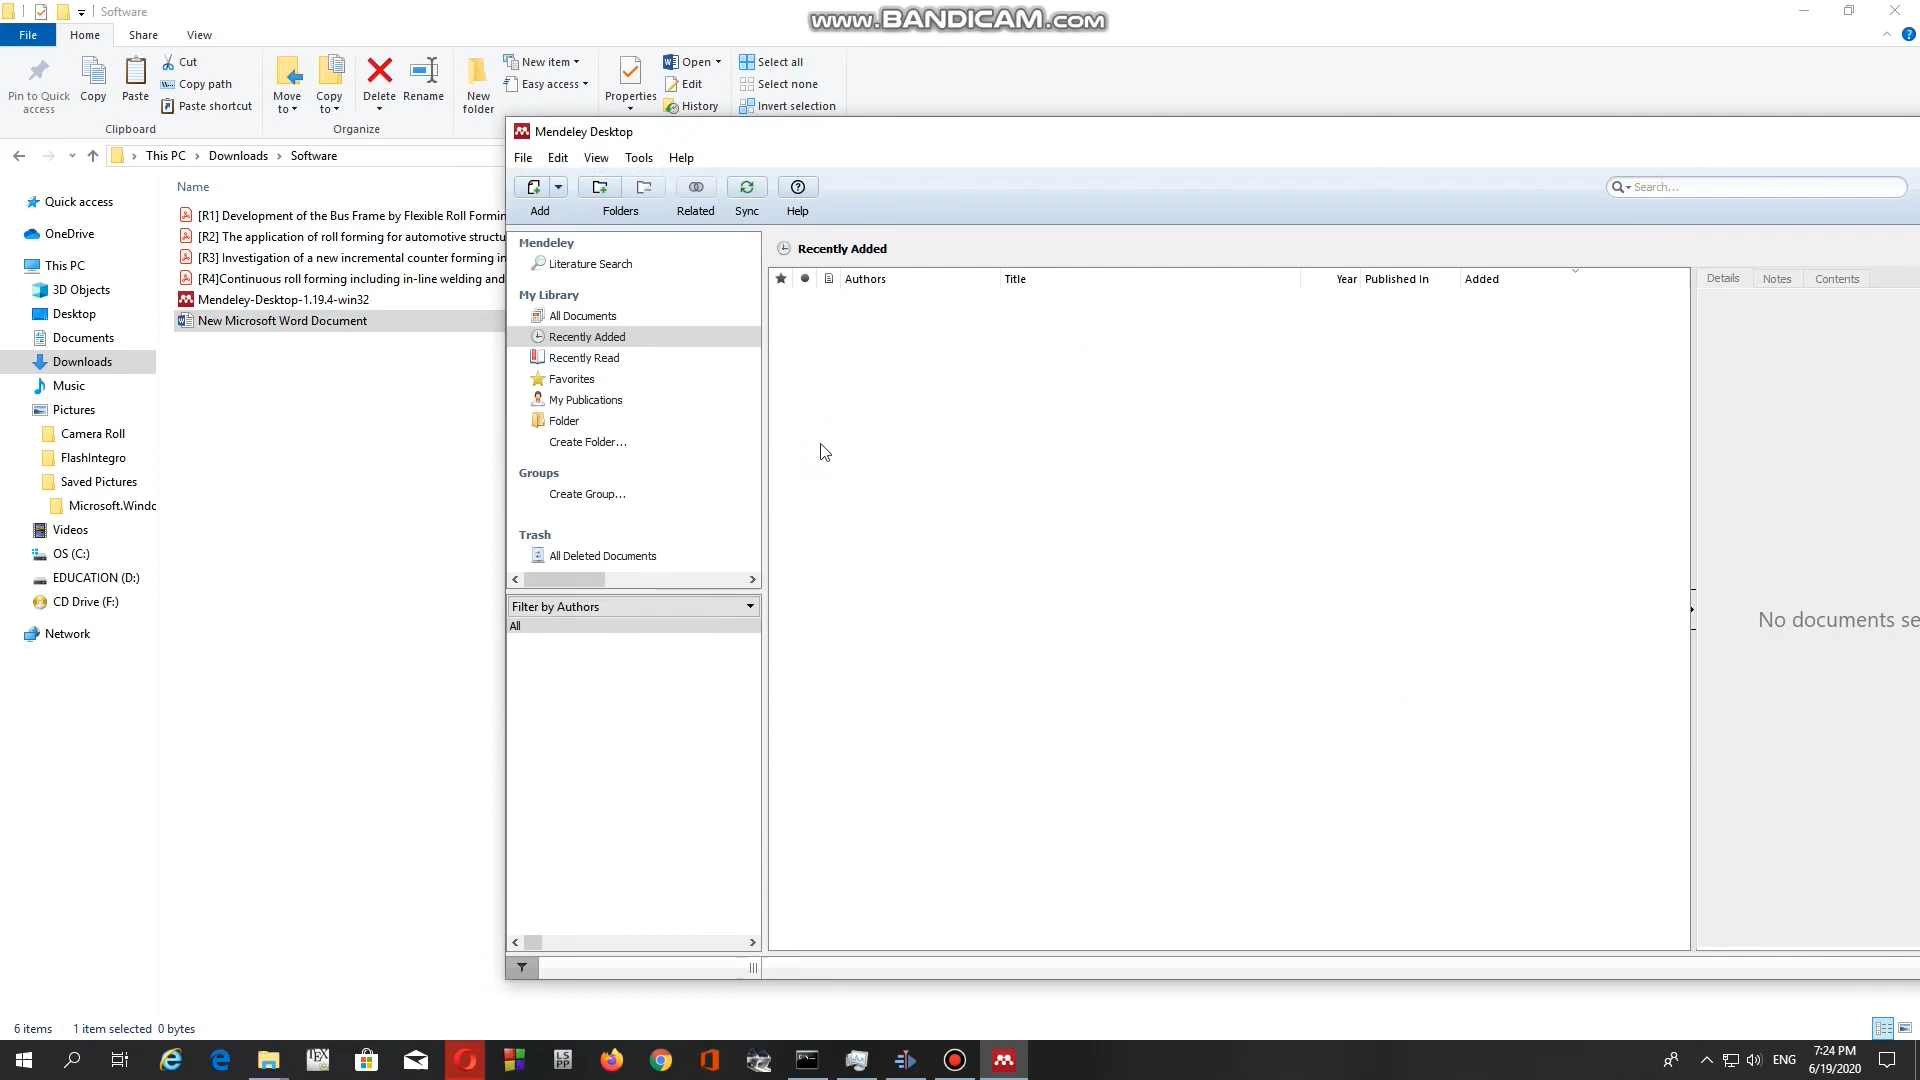 Software
www.BANDICAM.com
File Home Share View
Pin to Quick access
Copy
Paste
Cut
Copy path
Paste shortcut
Clipboard
Move to
Copy to
Delete
Rename
Organize
New folder
New item
Easy access
Properties
Open
Edit
History
Select all
Select none
Invert selection
This PC > Downloads > Software
Quick access
OneDrive
This PC
3D Objects
Desktop
Documents
Downloads
Music
Pictures
Camera Roll
FlashIntegro
Saved Pictures
Microsoft.Windo
Videos
OS (C:)
EDUCATION (D:)
CD Drive (F:)
Network
Name
[R1] Development of the Bus Frame by Flexible Roll Formin
[R2] The application of roll forming for automotive structu
[R3] Investigation of a new incremental counter forming in
[R4]Continuous roll forming including in-line welding and
Mendeley-Desktop-1.19.4-win32
New Microsoft Word Document
Mendeley Desktop
File Edit View Tools Help
Add Folders Related Sync Help
Search...
Mendeley
Literature Search
My Library
All Documents
Recently Added
Recently Read
Favorites
My Publications
Folder
Create Folder...
Groups
Create Group...
Trash
All Deleted Documents
Filter by Authors
All
Recently Added
Authors Title Year Published In Added
Details Notes Contents
No documents se
6 items 1 item selected 0 bytes
TEX
LS
PP
ENG
7:24 PM
6/19/2020